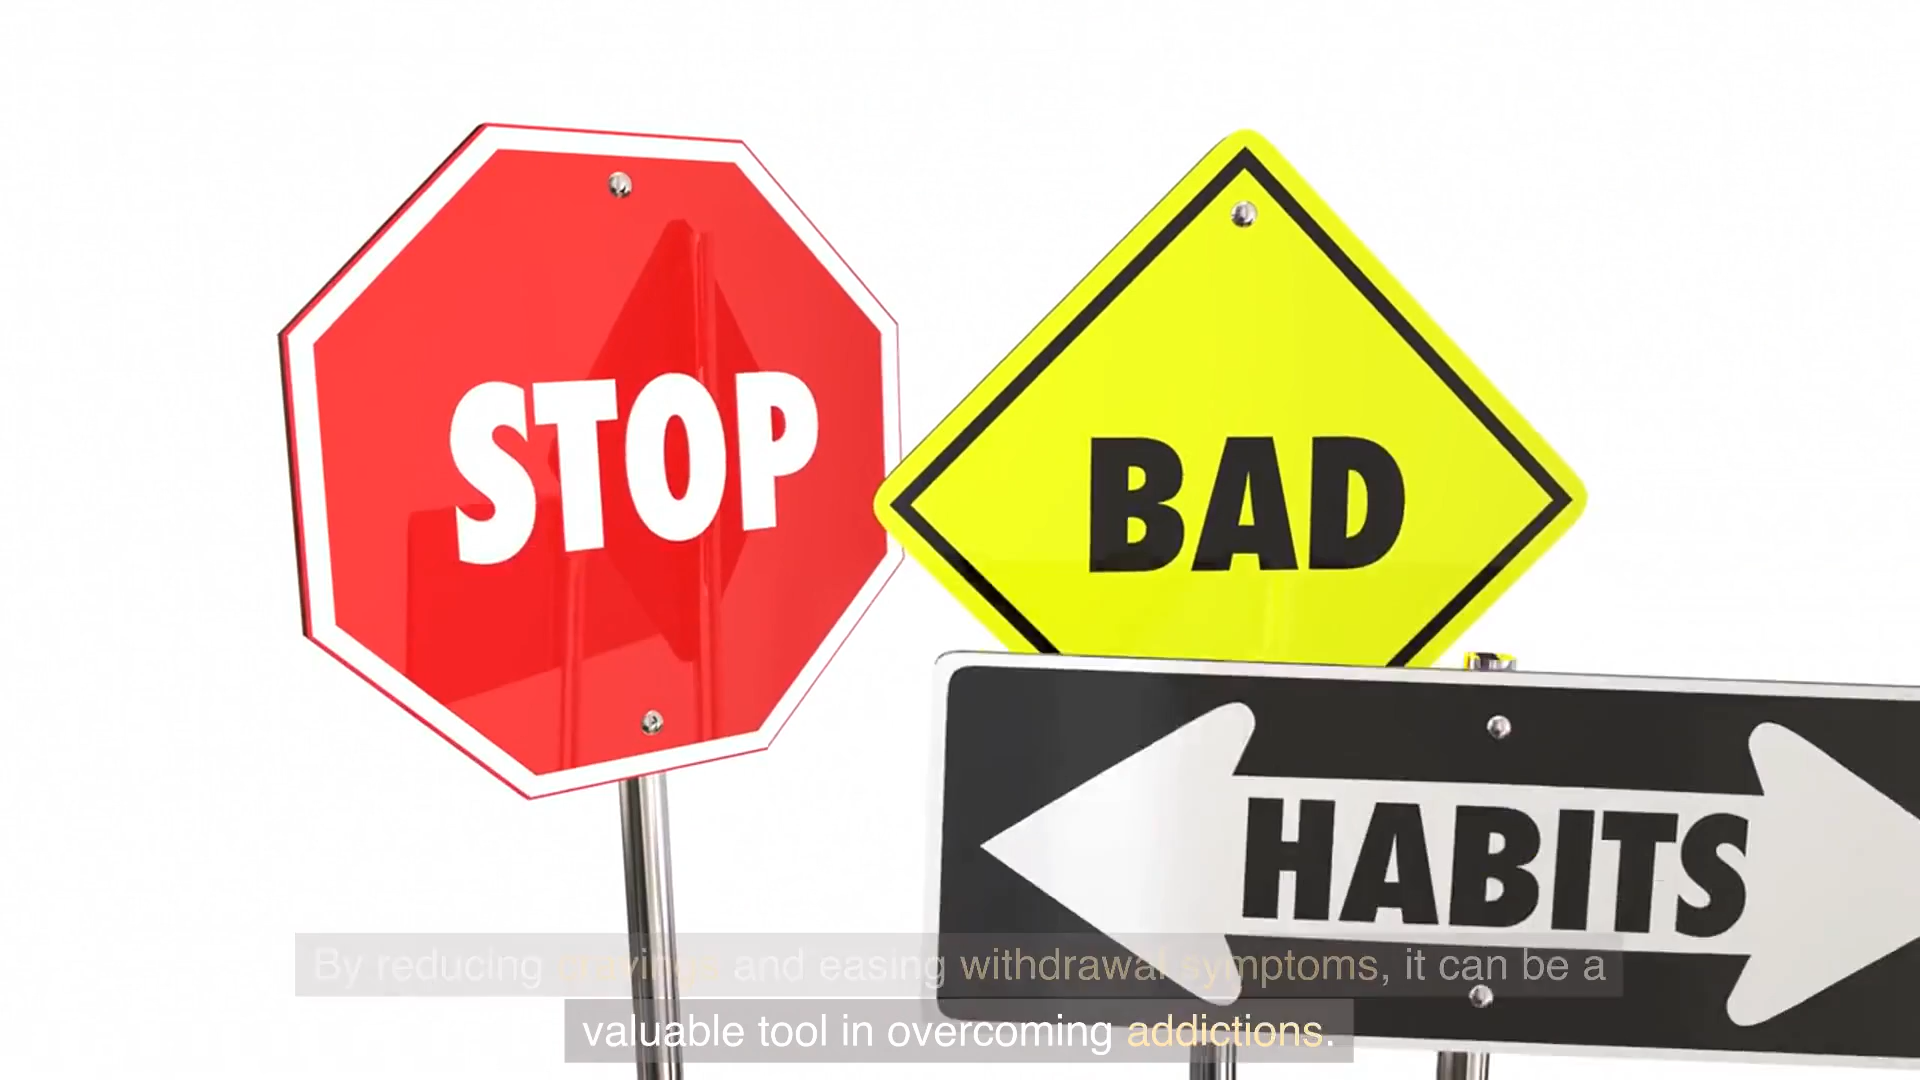 STOP
BAD
HABITS
By reducing cravings and easing withdrawal symptoms, it can be a
valuable tool in overcoming addictions.